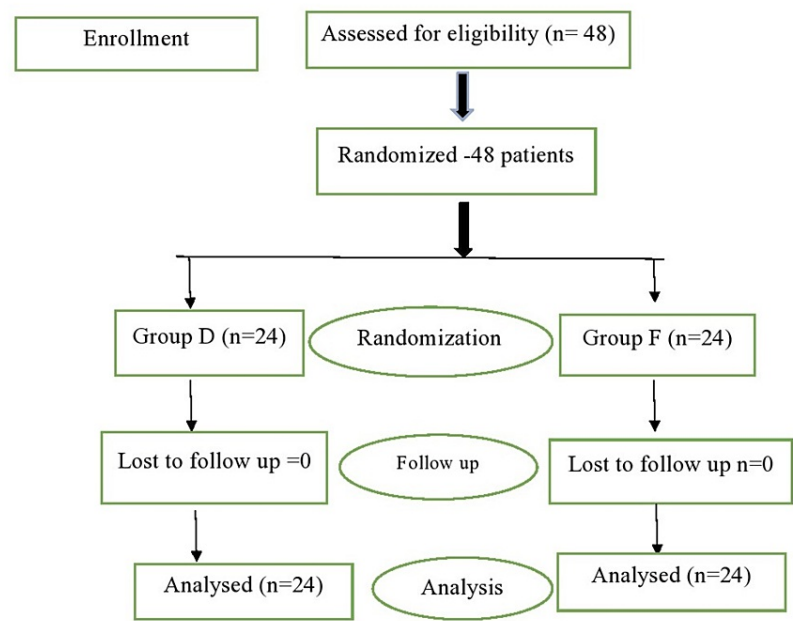 Enrollment
Assessed for eligibility (n= 48)
Randomized -48 patients
Group D (n=24)
Randomization
Group F (n=24)
Lost to follow up =0
Follow up
Lost to follow up n=0
Analysed (n=24)
Analysis
Analysed (n=24)